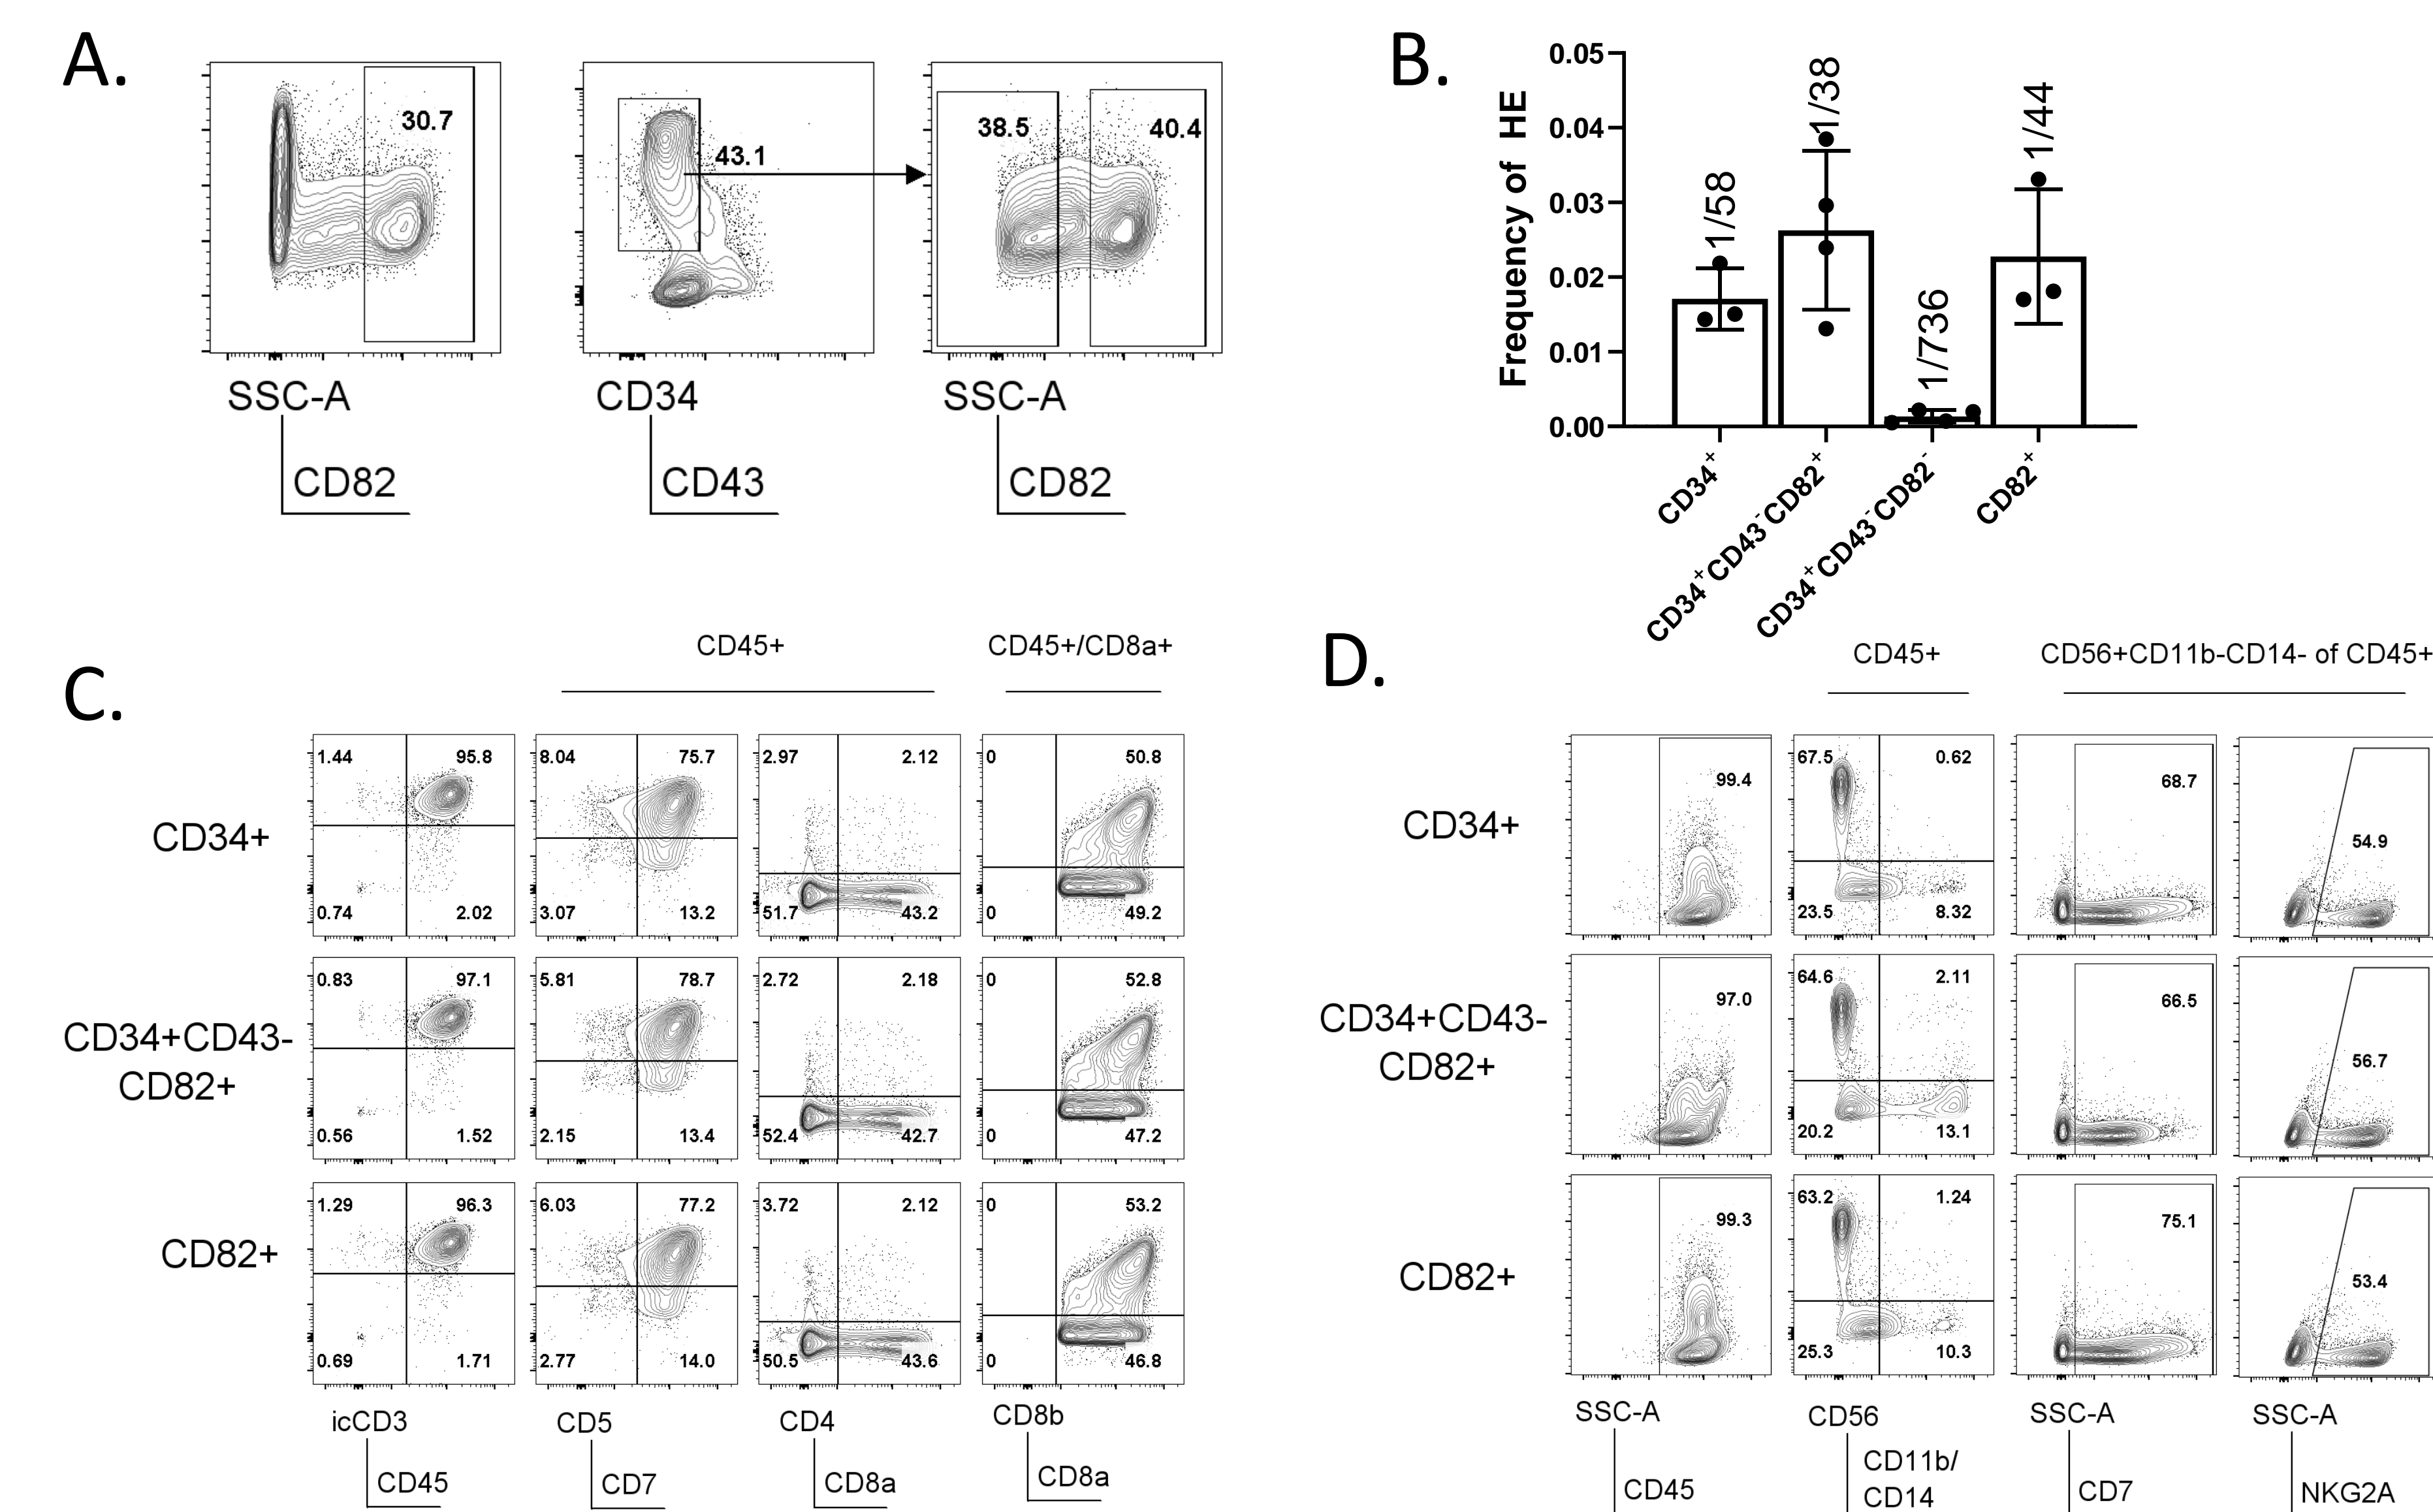 A.
30.7
SSC-A
CD82
43.1
CD34
CD43
38.5
40.4
SSC-A
CD82
B.
Frequency of HE
0.05
0.04
0.03
0.02
0.01
0.00
1/58
1/38
1/736
1/44
CD34+
CD34+CD43-CD82+
CD34+CD43-CD82-
CD82+
C.
CD45+
CD45+/CD8a+
CD34+
1.44 95.8
0.74 2.02
8.04 75.7
3.07 13.2
2.97 2.12
51.7 43.2
0 50.8
0 49.2
CD34+CD43-
CD82+
0.83 97.1
0.56 1.52
5.81 78.7
2.15 13.4
2.72 2.18
52.4 42.7
0 52.8
0 47.2
CD82+
1.29 96.3
0.69 1.71
6.03 77.2
2.77 14.0
3.72 2.12
50.5 43.6
0 53.2
0 46.8
icCD3
CD45
CD5
CD7
CD4
CD8a
CD8b
CD8a
D.
CD45+
CD56+CD11b-CD14- of CD45+
CD34+
99.4
67.5 0.62
23.5 8.32
68.7
54.9
CD34+CD43-
CD82+
97.0
64.6 2.11
20.2 13.1
66.5
56.7
CD82+
99.3
63.2 1.24
25.3 10.3
75.1
53.4
SSC-A
CD45
CD56
CD11b/
CD14
SSC-A
CD7
SSC-A
NKG2A